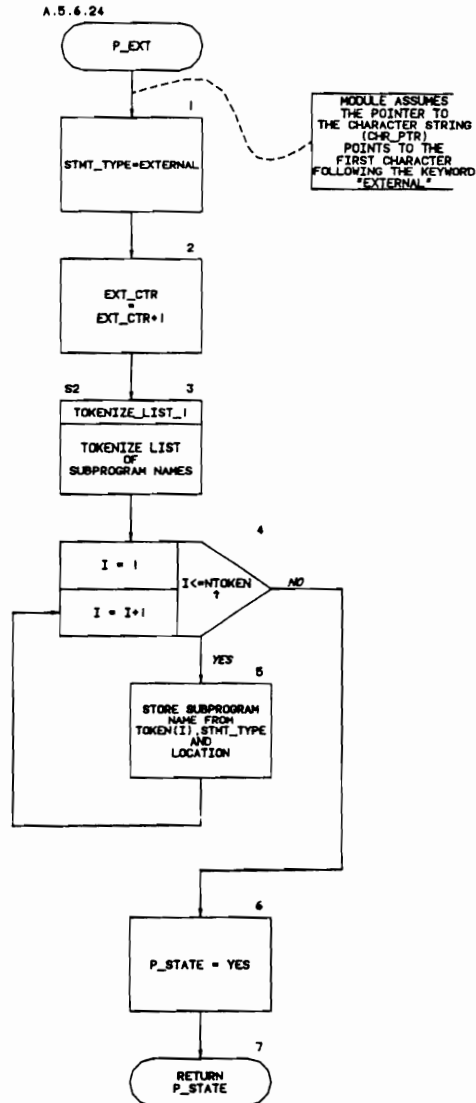 A.5.6.24
P_EXT
MODULE ASSUMES
THE POINTER TO
THE CHARACTER STRING
(CHR_PTR)
POINTS TO THE
FIRST CHARACTER
FOLLOWING THE KEYWORD
"EXTERNAL"
1
STMT_TYPE=EXTERNAL
2
EXT_CTR
=
EXT_CTR+1
S2 3
TOKENIZE_LIST_1
TOKENIZE LIST
OF
SUBPROGRAM NAMES
4
I = 1
I = I+1
I<=NTOKEN
?
NO
YES
5
STORE SUBPROGRAM
NAME FROM
TOKEN(I),STMT_TYPE
AND
LOCATION
6
P_STATE = YES
7
RETURN
P_STATE